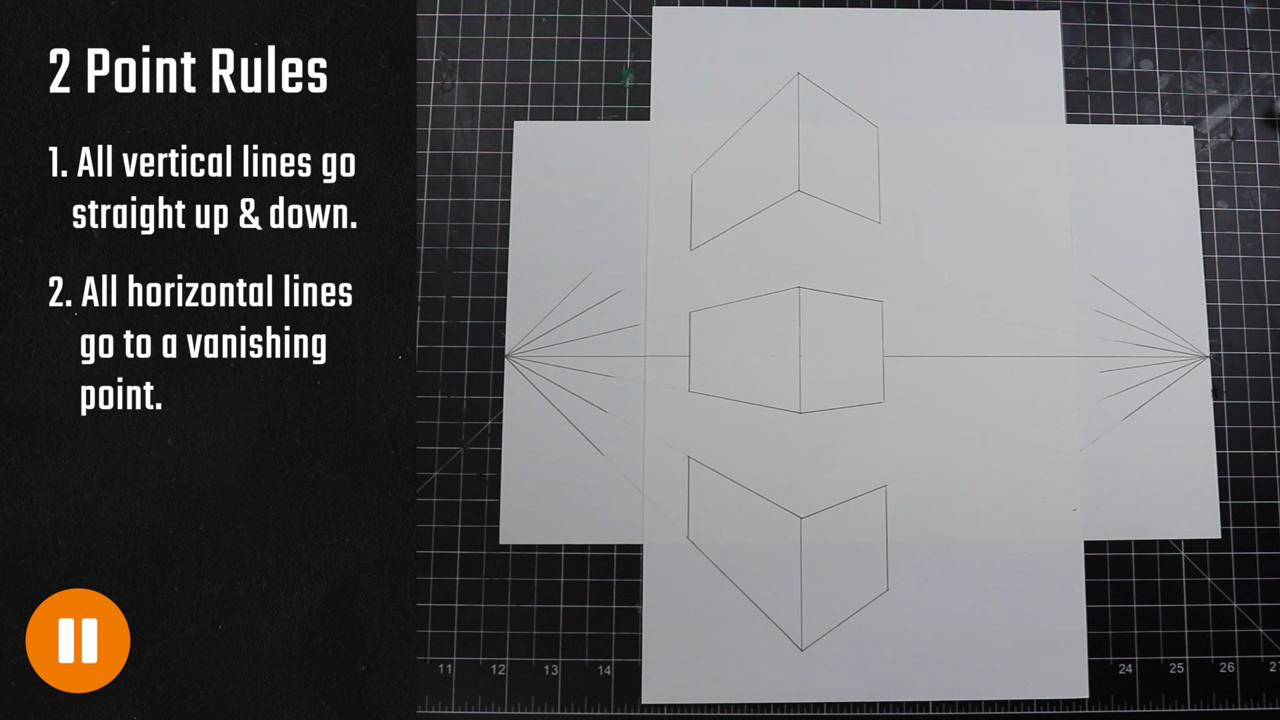 2 Point Rules
1. All vertical lines go
straight up & down.
2. All horizontal lines
go to a vanishing
point.
11 12 13 14 24 25 26 27